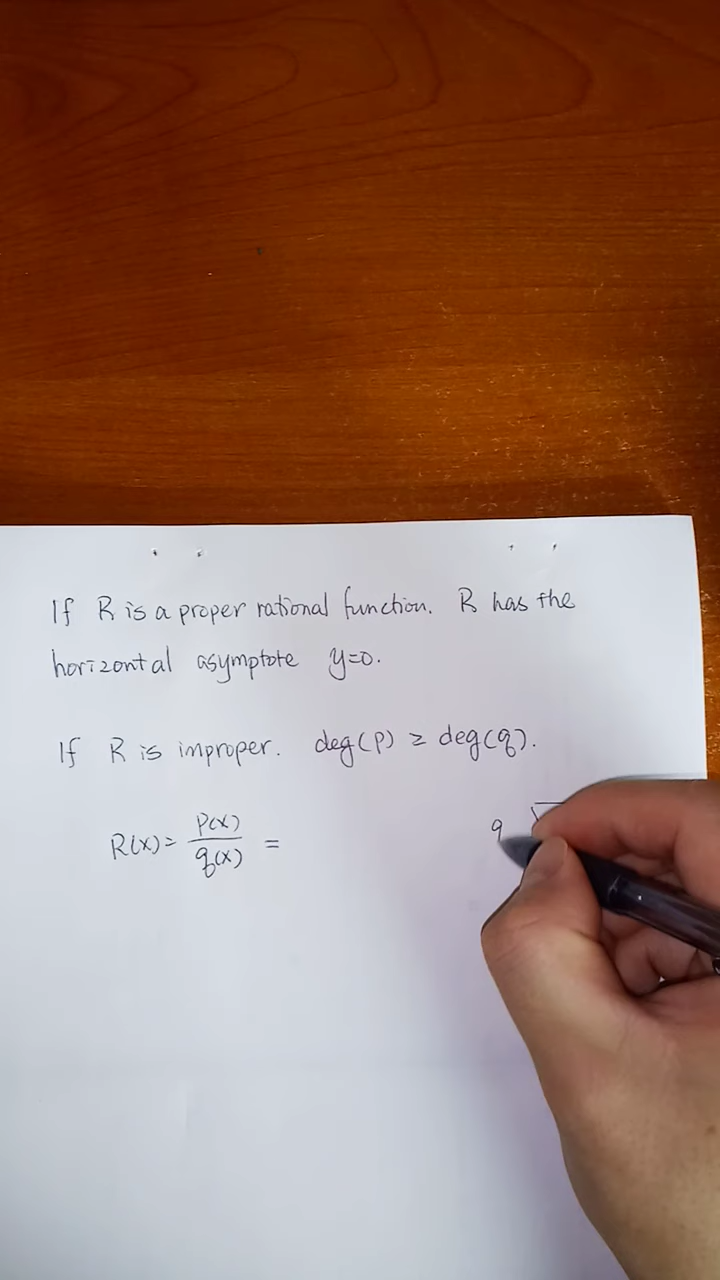 If R is a proper rational function. R has the
horizontal asymptote y=0.
If R is improper. deg(p) ≥ deg(q).
R(x) = p(x)/q(x) =
q